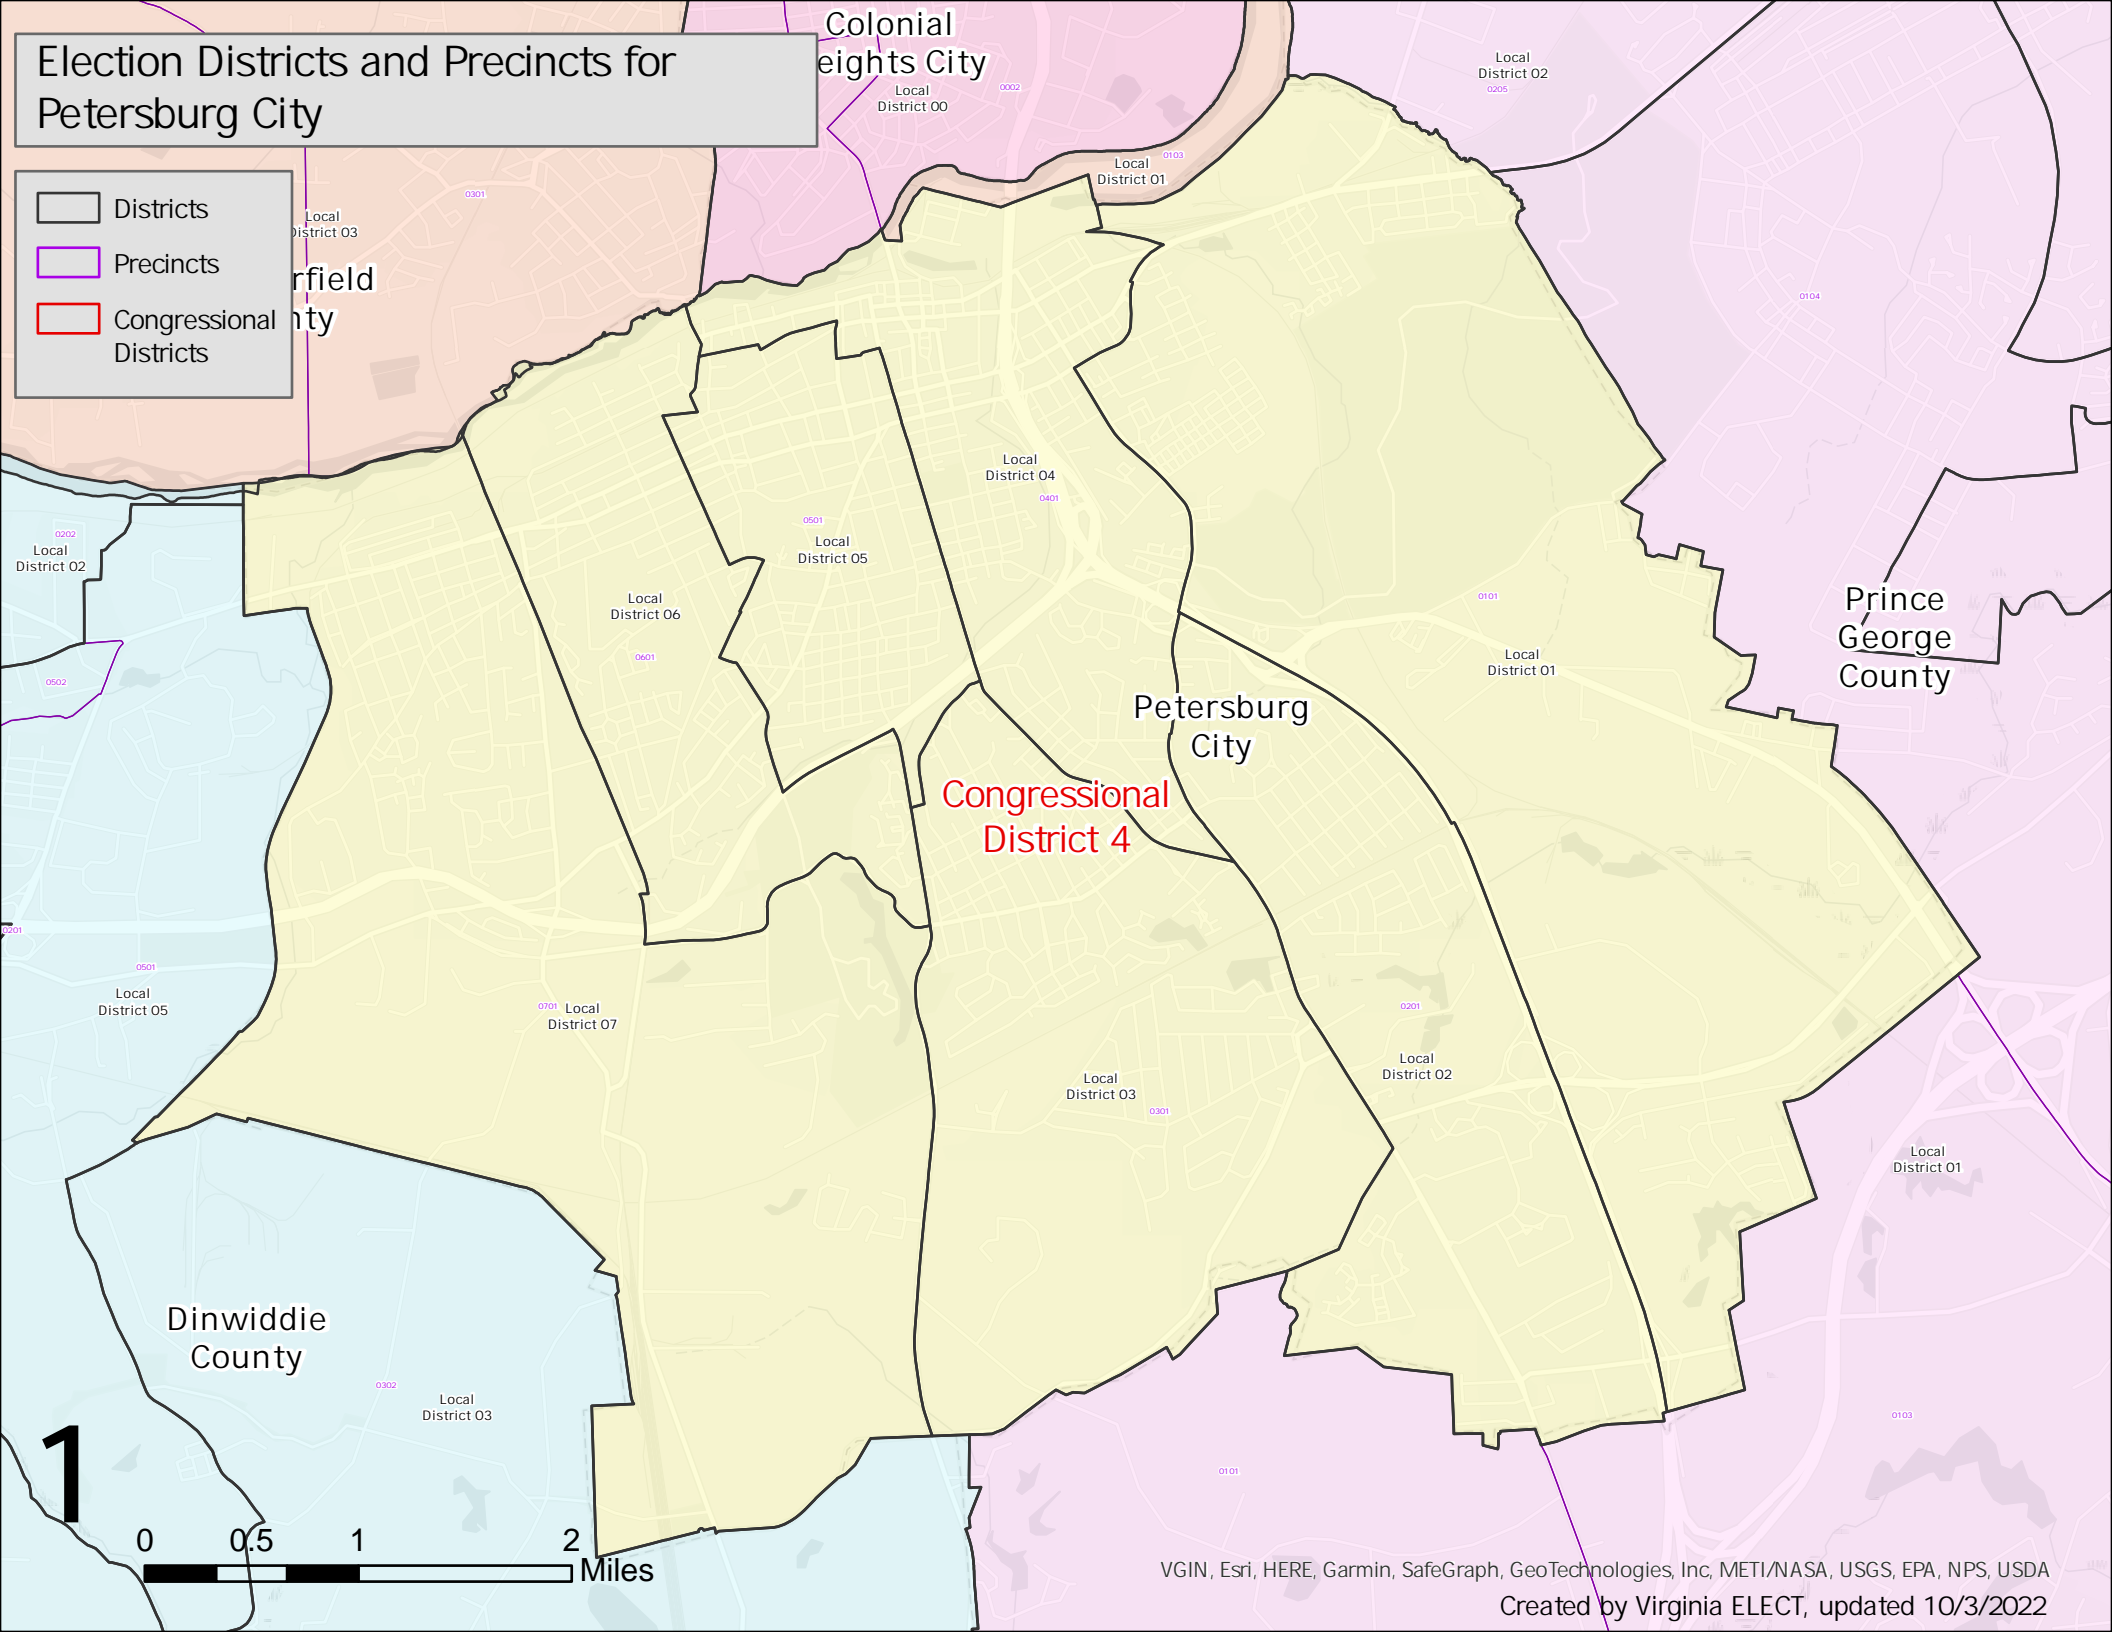 Election Districts and Precincts for
Petersburg City
Districts
Precincts
Congressional
Districts
Colonial
eights City
Local
District 00
0002
Local
District 02
0205
0301
Local
District 03
rfield
nty
Local
District 01
0103
0104
Local
District 04
0401
0501
Local
District 05
0202
Local
District 02
Local
District 06
0601
0101
Local
District 01
Prince
George
County
0502
Petersburg
City
Congressional
District 4
0201
0501
Local
District 05
0701
Local
District 07
0201
Local
District 02
Local
District 03
0301
Local
District 01
Dinwiddie
County
0302
Local
District 03
0103
0101
1
0 0.5 1 2
Miles
VGIN, Esri, HERE, Garmin, SafeGraph, GeoTechnologies, Inc, METI/NASA, USGS, EPA, NPS, USDA
Created by Virginia ELECT, updated 10/3/2022